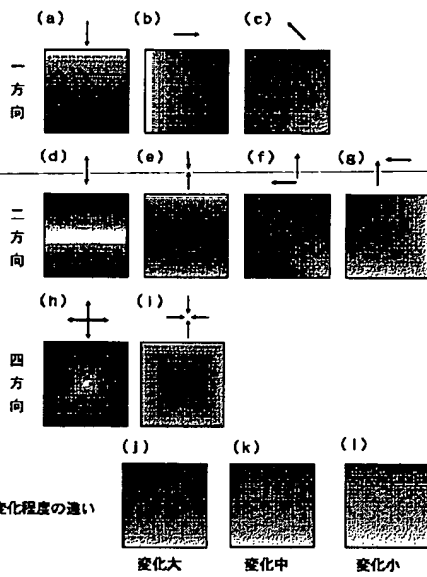 (a) (b) (c)
一方向
(d) (e) (f) (g)
二方向
(h) (i)
四方向
(j) (k) (l)
変化程度の違い
変化大 変化中 変化小